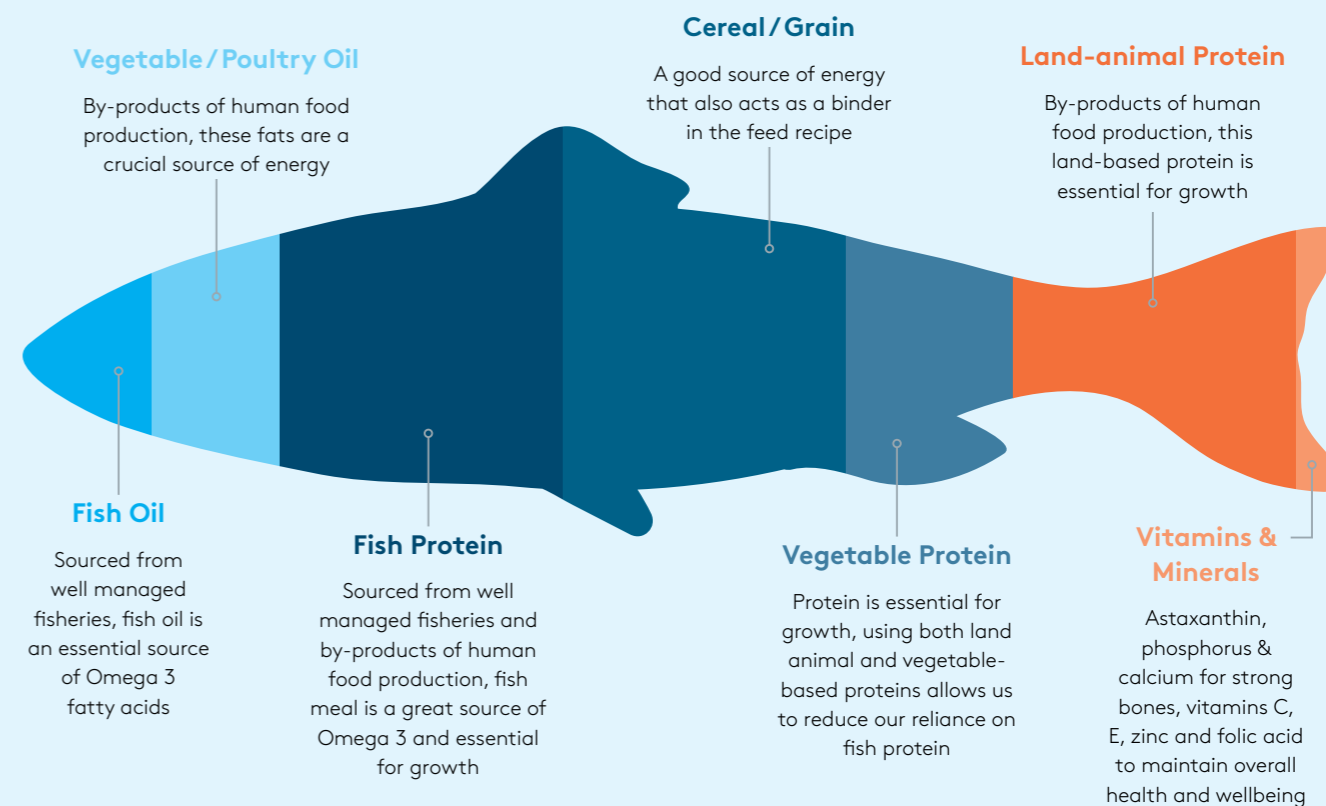 Vegetable / Poultry Oil
By-products of human food
production, these fats are a
crucial source of energy
Cereal / Grain
A good source of energy
that also acts as a binder
in the feed recipe
Land-animal Protein
By-products of human
food production, this
land-based protein is
essential for growth
Fish Oil
Sourced from
well managed
fisheries, fish oil is
an essential source
of Omega 3
fatty acids
Fish Protein
Sourced from well
managed fisheries and
by-products of human
food production, fish
meal is a great source of
Omega 3 and essential
for growth
Vegetable Protein
Protein is essential for
growth, using both land
animal and vegetable-
based proteins allows us
to reduce our reliance on
fish protein
Vitamins &
Minerals
Astaxanthin,
phosphorus &
calcium for strong
bones, vitamins C,
E, zinc and folic acid
to maintain overall
health and wellbeing